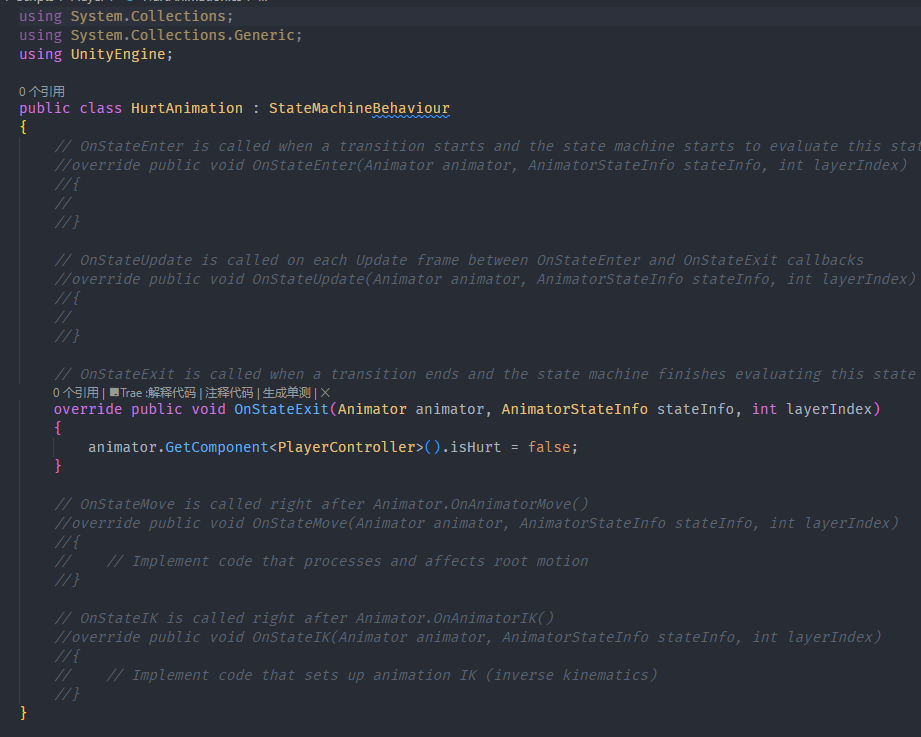 using System.Collections;
using System.Collections.Generic;
using UnityEngine;
0 个引用
public class HurtAnimation : StateMachineBehaviour
{
// OnStateEnter is called when a transition starts and the state machine starts to evaluate this
//override public void OnStateEnter(Animator animator, AnimatorStateInfo stateInfo, int layerIndex)
//{
//
//}
// OnStateUpdate is called on each Update frame between OnStateEnter and OnStateExit callbacks
//override public void OnStateUpdate(Animator animator, AnimatorStateInfo stateInfo, int layerIndex)
//{
//
//}
// OnStateExit is called when a transition ends and the state machine finishes evaluating this state
0 个引用 | Trae :解释代码 | 注释代码 | 生成单测 | ×
override public void OnStateExit(Animator animator, AnimatorStateInfo stateInfo, int layerIndex)
{
animator.GetComponent<PlayerController>().isHurt = false;
}
// OnStateMove is called right after Animator.OnAnimatorMove()
//override public void OnStateMove(Animator animator, AnimatorStateInfo stateInfo, int layerIndex)
//{
//    // Implement code that processes and affects root motion
//}
// OnStateIK is called right after Animator.OnAnimatorIK()
//override public void OnStateIK(Animator animator, AnimatorStateInfo stateInfo, int layerIndex)
//{
//    // Implement code that sets up animation IK (inverse kinematics)
//}
}